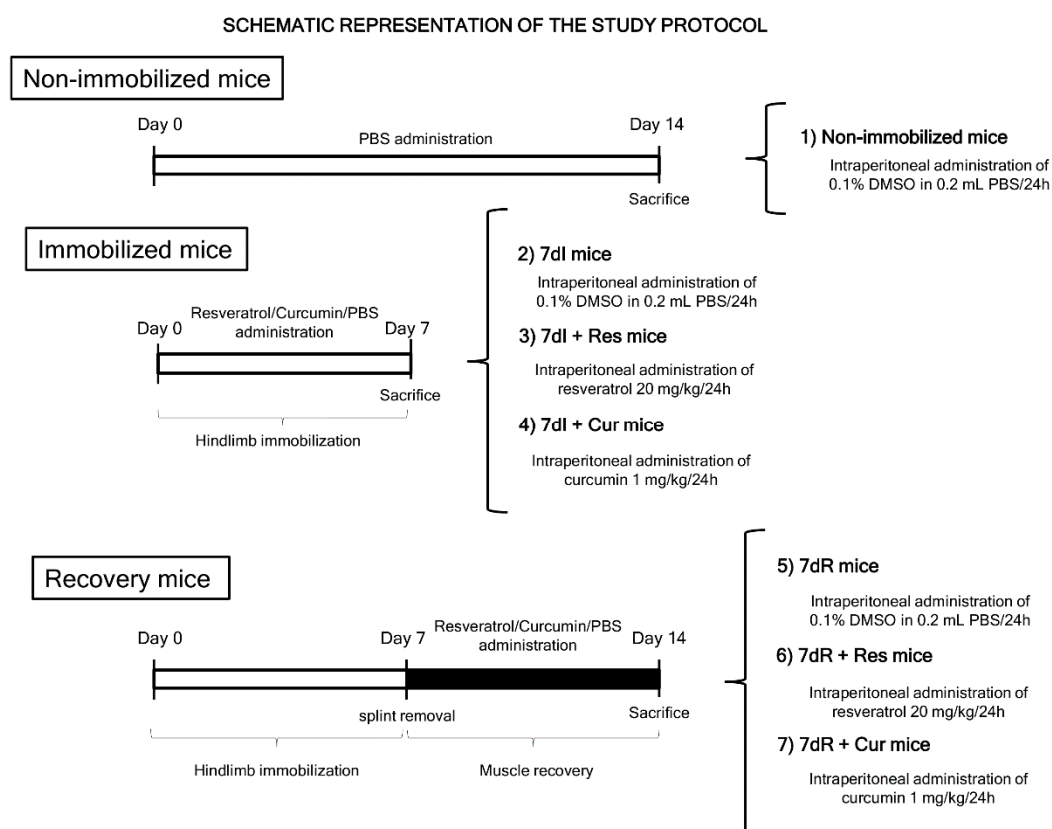 SCHEMATIC REPRESENTATION OF THE STUDY PROTOCOL
Non-immobilized mice
Day 0
PBS administration
Day 14
Sacrifice
1) Non-immobilized mice
Intraperitoneal administration of
0.1% DMSO in 0.2 mL PBS/24h
Immobilized mice
Day 0
Resveratrol/Curcumin/PBS
administration
Day 7
Sacrifice
Hindlimb immobilization
2) 7dI mice
Intraperitoneal administration of
0.1% DMSO in 0.2 mL PBS/24h
3) 7dI + Res mice
Intraperitoneal administration of
resveratrol 20 mg/kg/24h
4) 7dI + Cur mice
Intraperitoneal administration of
curcumin 1 mg/kg/24h
Recovery mice
Day 0
Day 7
Resveratrol/Curcumin/PBS
administration
Day 14
splint removal
Sacrifice
Hindlimb immobilization
Muscle recovery
5) 7dR mice
Intraperitoneal administration of
0.1% DMSO in 0.2 mL PBS/24h
6) 7dR + Res mice
Intraperitoneal administration of
resveratrol 20 mg/kg/24h
7) 7dR + Cur mice
Intraperitoneal administration of
curcumin 1 mg/kg/24h